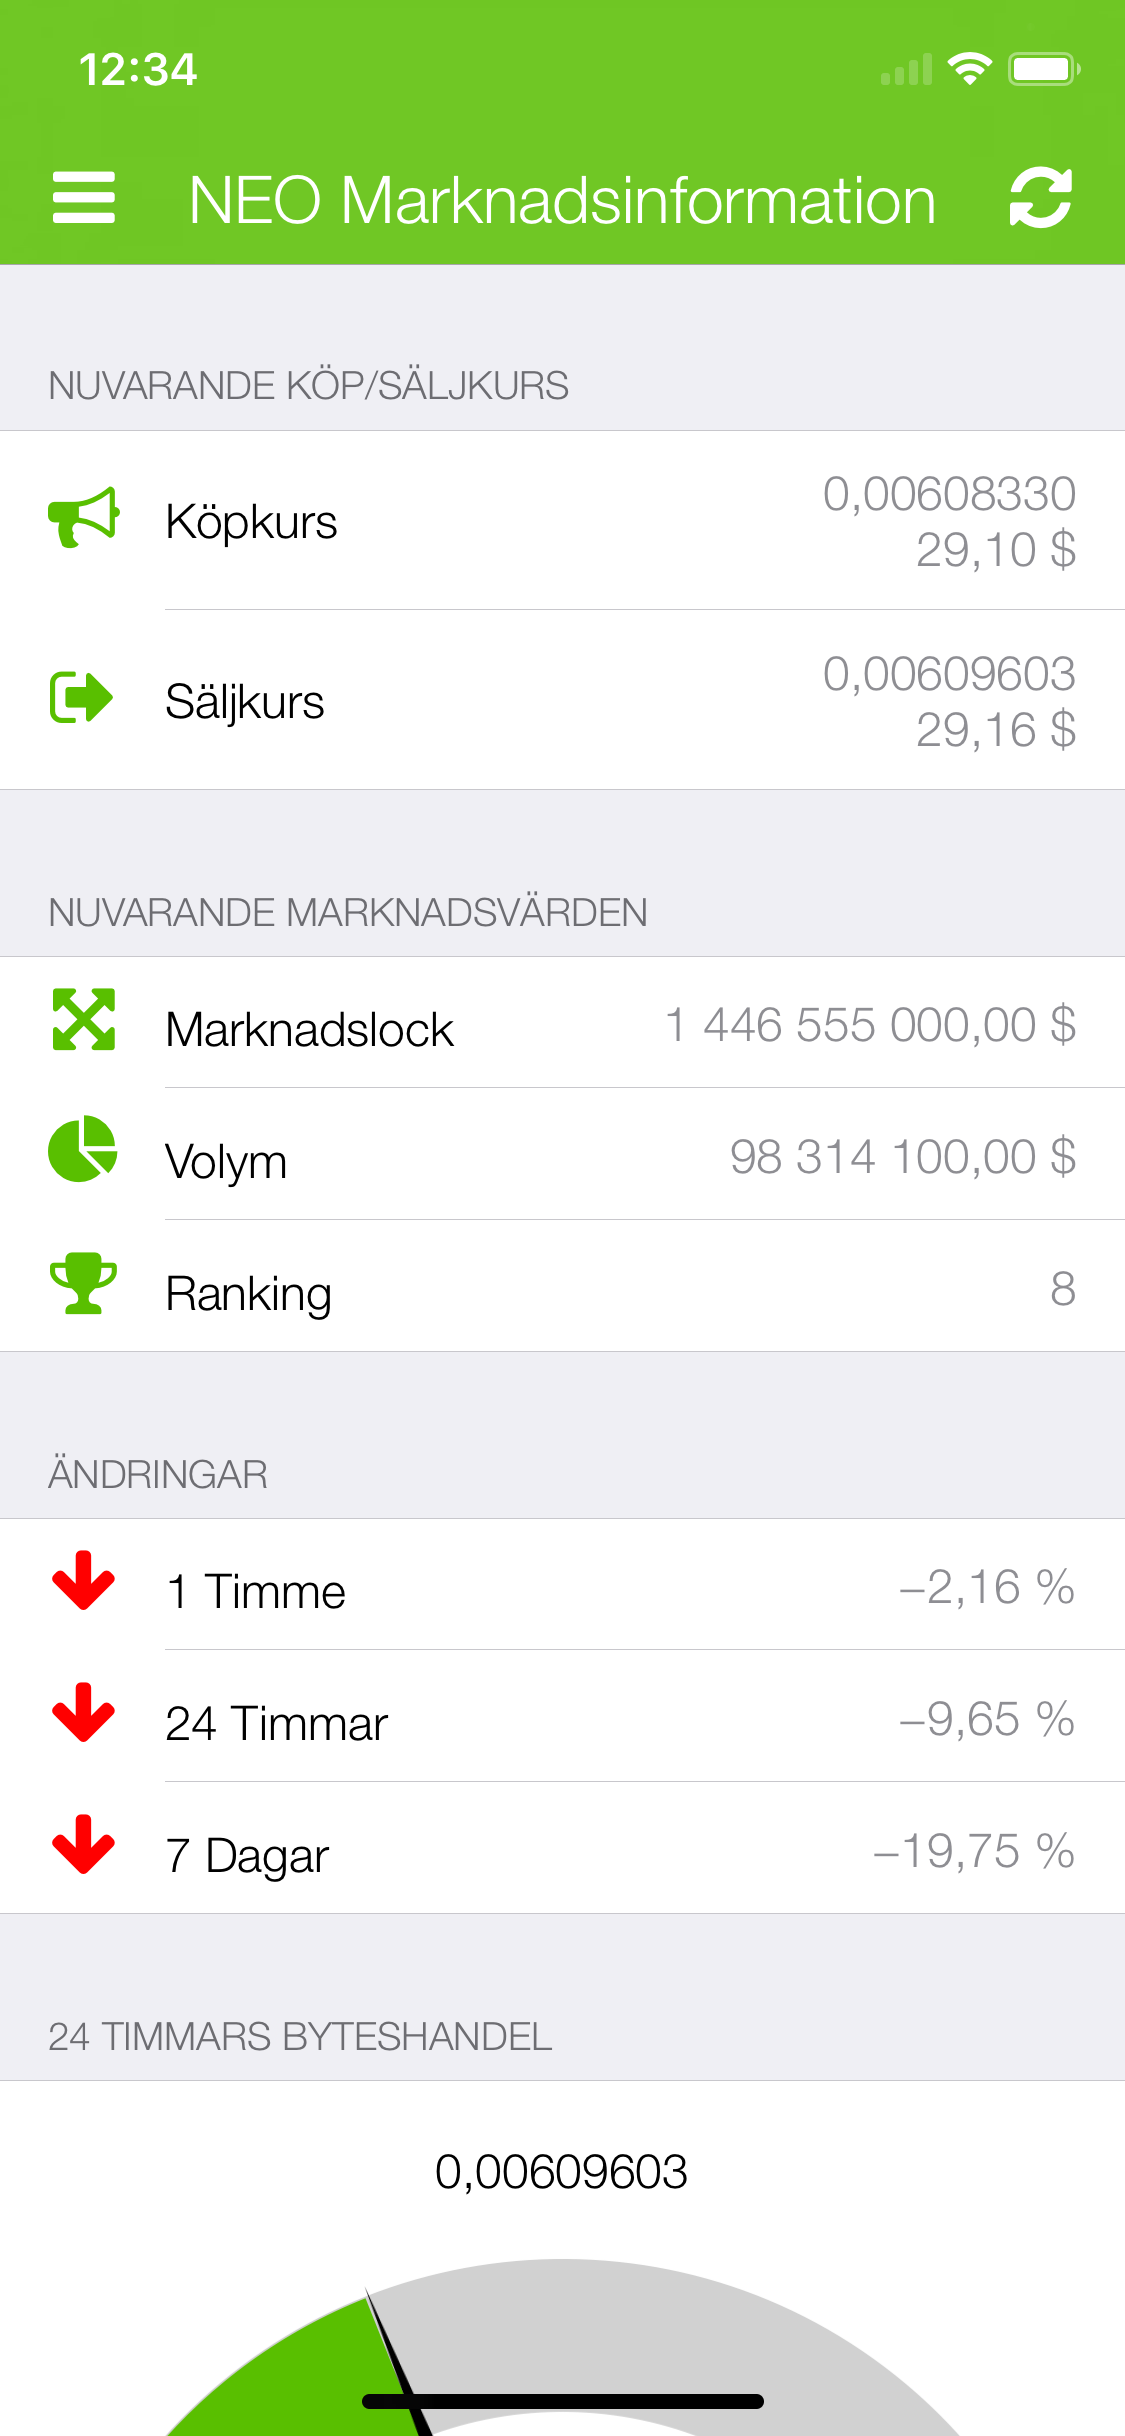 12:34
NEO Marknadsinformation
NUVARANDE KÖP/SÄLJKURS
Köpkurs
0,00608330
29,10 $
Säljkurs
0,00609603
29,16 $
NUVARANDE MARKNADSVÄRDEN
Marknadslock 1 446 555 000,00 $
Volym 98 314 100,00 $
Ranking 8
ÄNDRINGAR
1 Timme –2,16 %
24 Timmar –9,65 %
7 Dagar –19,75 %
24 TIMMARS BYTESHANDEL
0,00609603